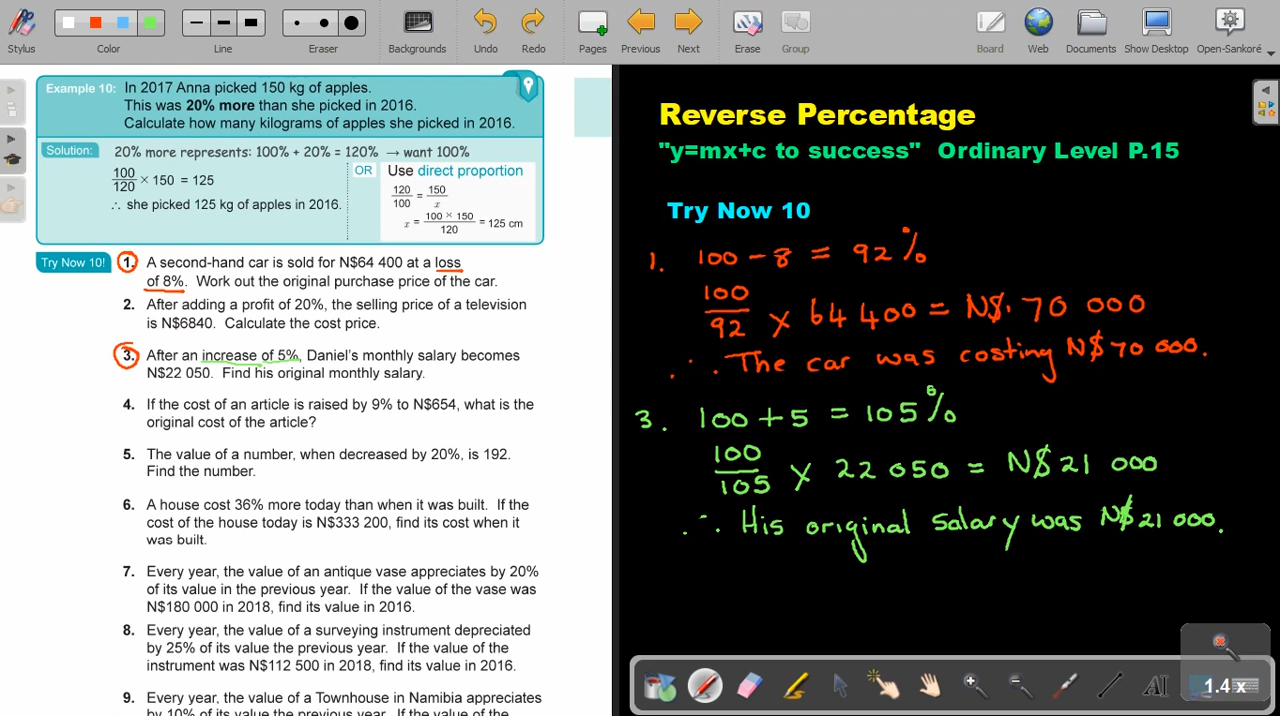 Stylus
Color
Line
Eraser
Backgrounds
Undo
Redo
Pages
Previous
Next
Erase
Group
Board
Web
Documents
Show Desktop
Open-Sankoré
Example 10: In 2017 Anna picked 150 kg of apples.
This was 20% more than she picked in 2016.
Calculate how many kilograms of apples she picked in 2016.
Solution: 20% more represents: 100% + 20% = 120% → want 100%
100/120 × 150 = 125
∴ she picked 125 kg of apples in 2016.
OR
Use direct proportion
120/100 = 150/x
x = 100 × 150/120 = 125 cm
Try Now 10!
1. A second-hand car is sold for N$64 400 at a loss
of 8%. Work out the original purchase price of the car.
2. After adding a profit of 20%, the selling price of a television
is N$6840. Calculate the cost price.
3. After an increase of 5%, Daniel's monthly salary becomes
N$22 050. Find his original monthly salary.
4. If the cost of an article is raised by 9% to N$654, what is the
original cost of the article?
5. The value of a number, when decreased by 20%, is 192.
Find the number.
6. A house cost 36% more today than when it was built. If the
cost of the house today is N$333 200, find its cost when it
was built.
7. Every year, the value of an antique vase appreciates by 20%
of its value in the previous year. If the value of the vase was
N$180 000 in 2018, find its value in 2016.
8. Every year, the value of a surveying instrument depreciated
by 25% of its value the previous year. If the value of the
instrument was N$112 500 in 2018, find its value in 2016.
9. Every year, the value of a Townhouse in Namibia appreciates
by 10% of its value the previous year. If the value of the
Reverse Percentage
"y=mx+c to success" Ordinary Level P.15
Try Now 10
1. 100 - 8 = 92%
100/92 × 64 400 = N$ 70 000
∴ The car was costing N$70 000.
3. 100 + 5 = 105%
100/105 × 22 050 = N$21 000
∴ His original salary was N$21 000.
AI
1.4 x